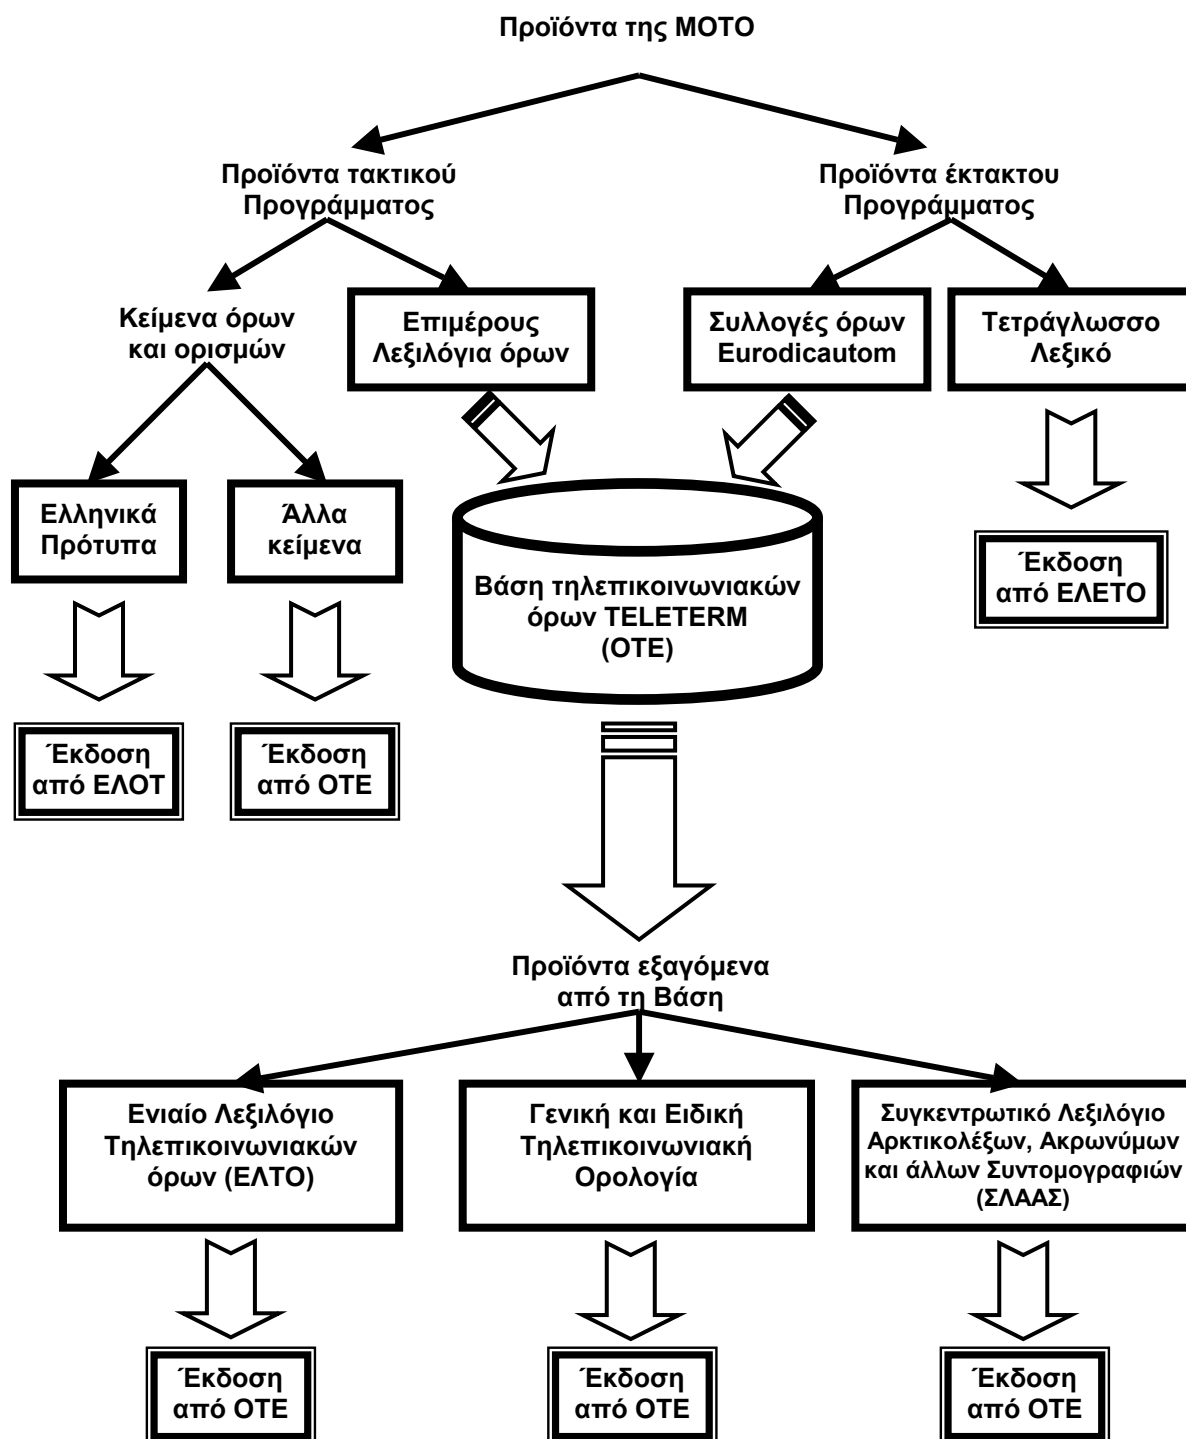 Προϊόντα της ΜΟΤΟ
Προϊόντα τακτικού
Προγράμματος
Προϊόντα έκτακτου
Προγράμματος
Κείμενα όρων
και ορισμών
Επιμέρους
Λεξιλόγια όρων
Συλλογές όρων
Eurodicautom
Τετράγλωσσο
Λεξικό
Ελληνικά
Πρότυπα
Άλλα
κείμενα
Βάση τηλεπικοινωνιακών
όρων TELETERM
(ΟΤΕ)
Έκδοση
από ΕΛΕΤΟ
Έκδοση
από ΕΛΟΤ
Έκδοση
από ΟΤΕ
Προϊόντα εξαγόμενα
από τη Βάση
Ενιαίο Λεξιλόγιο
Τηλεπικοινωνιακών
όρων (ΕΛΤΟ)
Γενική και Ειδική
Τηλεπικοινωνιακή
Ορολογία
Συγκεντρωτικό Λεξιλόγιο
Αρκτικολέξων, Ακρωνύμων
και άλλων Συντομογραφιών
(ΣΛΑΑΣ)
Έκδοση
από ΟΤΕ
Έκδοση
από ΟΤΕ
Έκδοση
από ΟΤΕ